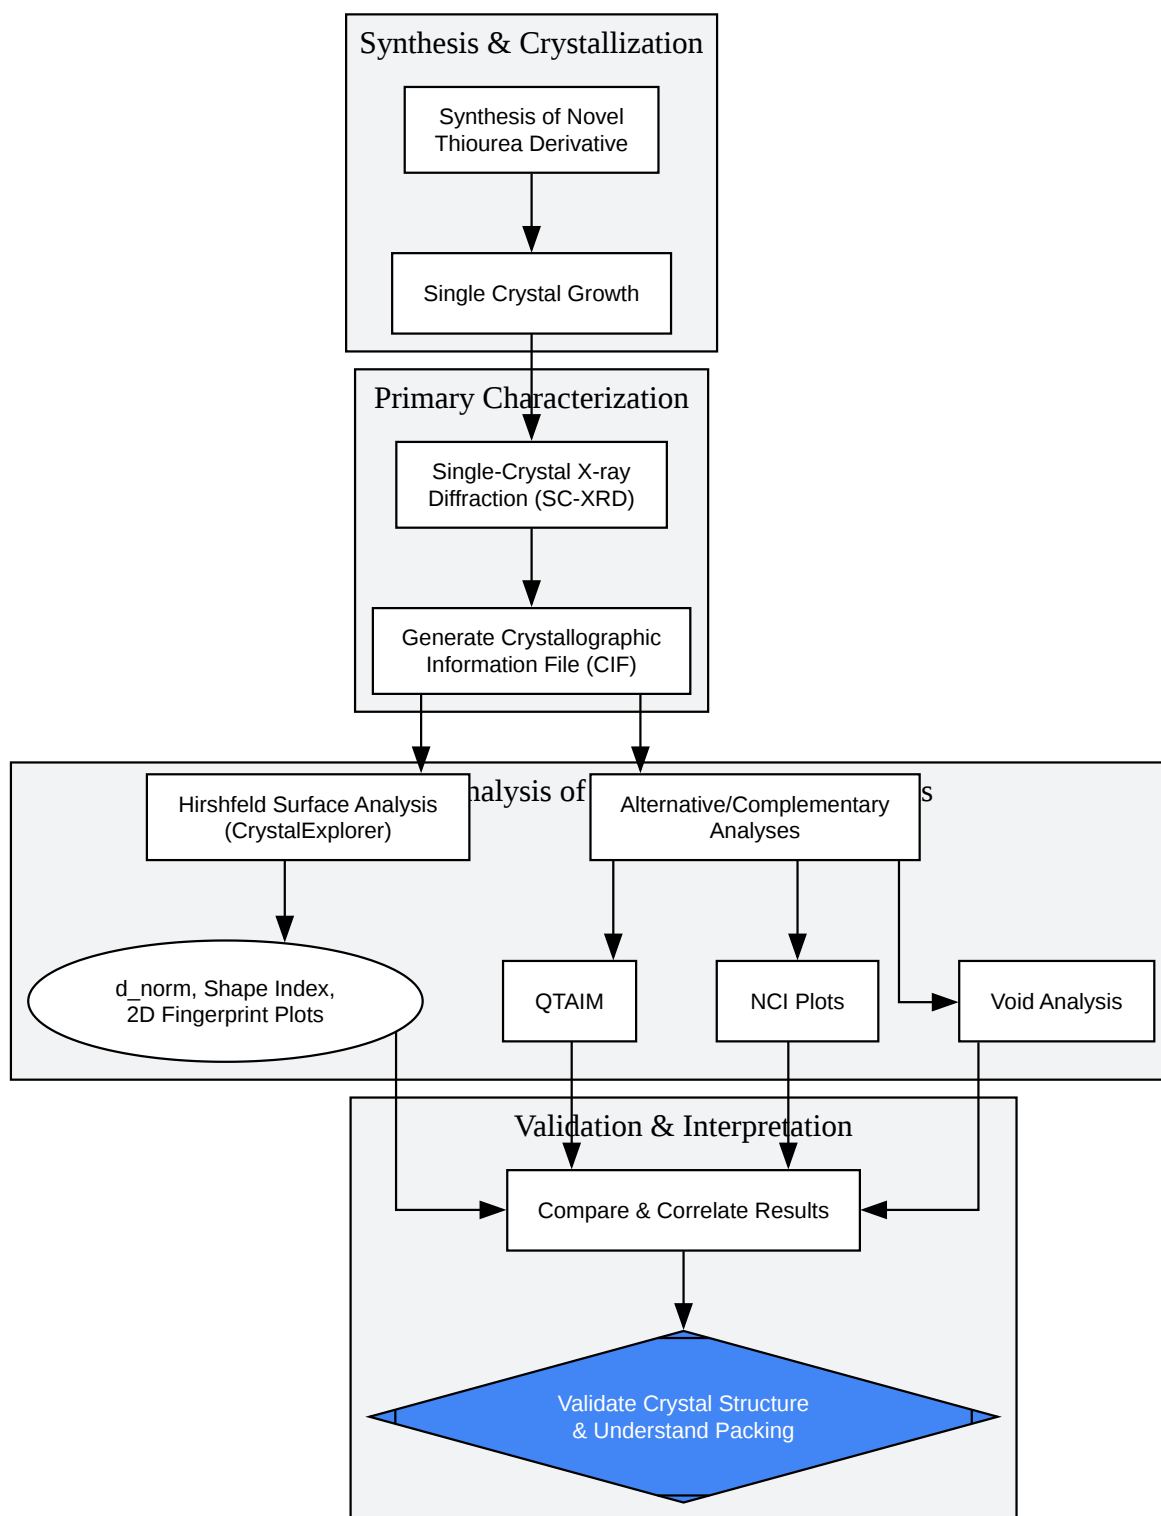 Synthesis & Crystallization
Synthesis of Novel
Thiourea Derivative
Single Crystal Growth
Primary Characterization
Single-Crystal X-ray
Diffraction (SC-XRD)
Generate Crystallographic
Information File (CIF)
of
Hirshfeld Surface Analysis
(CrystalExplorer)
Alternative/Complementary
Analyses
d_norm, Shape Index,
2D Fingerprint Plots
QTAIM
NCI Plots
Void Analysis
Validation & Interpretation
Compare & Correlate Results
Validate Crystal Structure
& Understand Packing